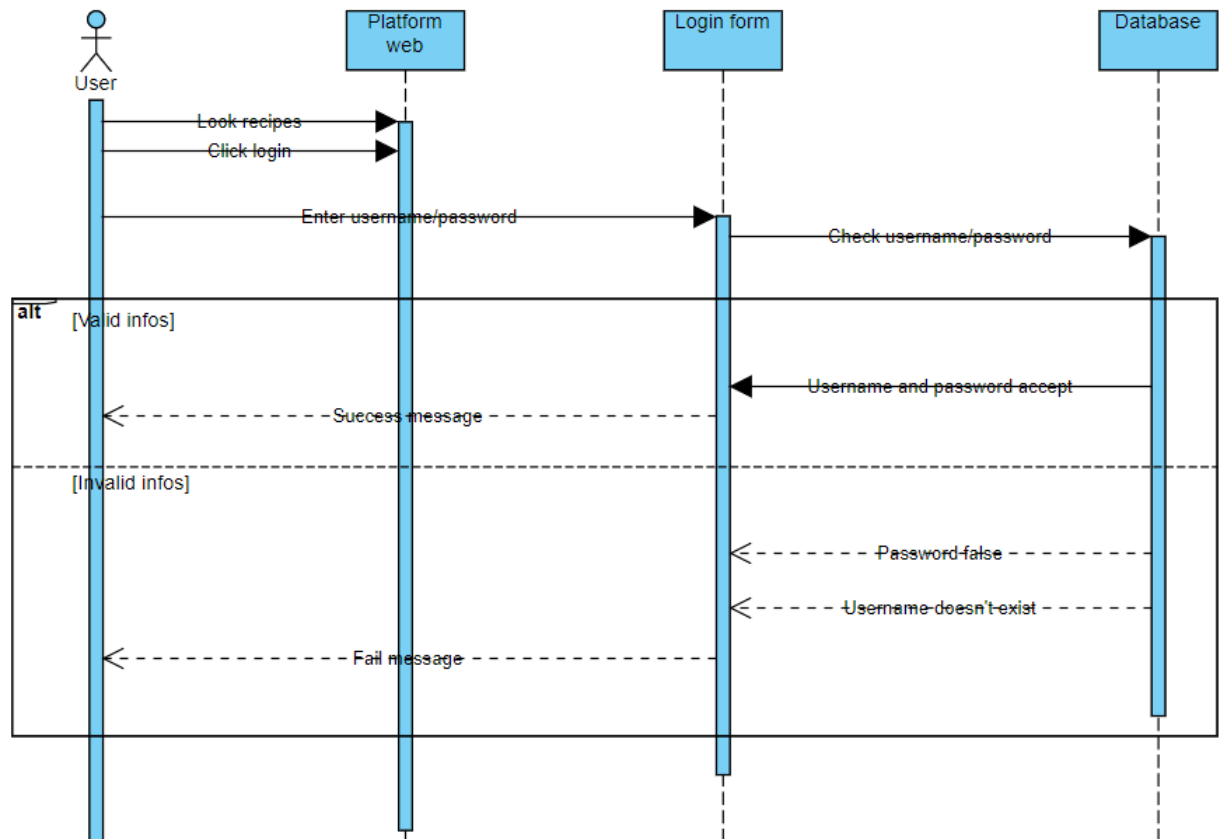 Platform
web
Login form
Database
User
Look recipes
Click login
Enter username/password
Check username/password
alt
[Valid infos]
Username and password accept
Success message
[Invalid infos]
Password false
Username doesn't exist
Fail message